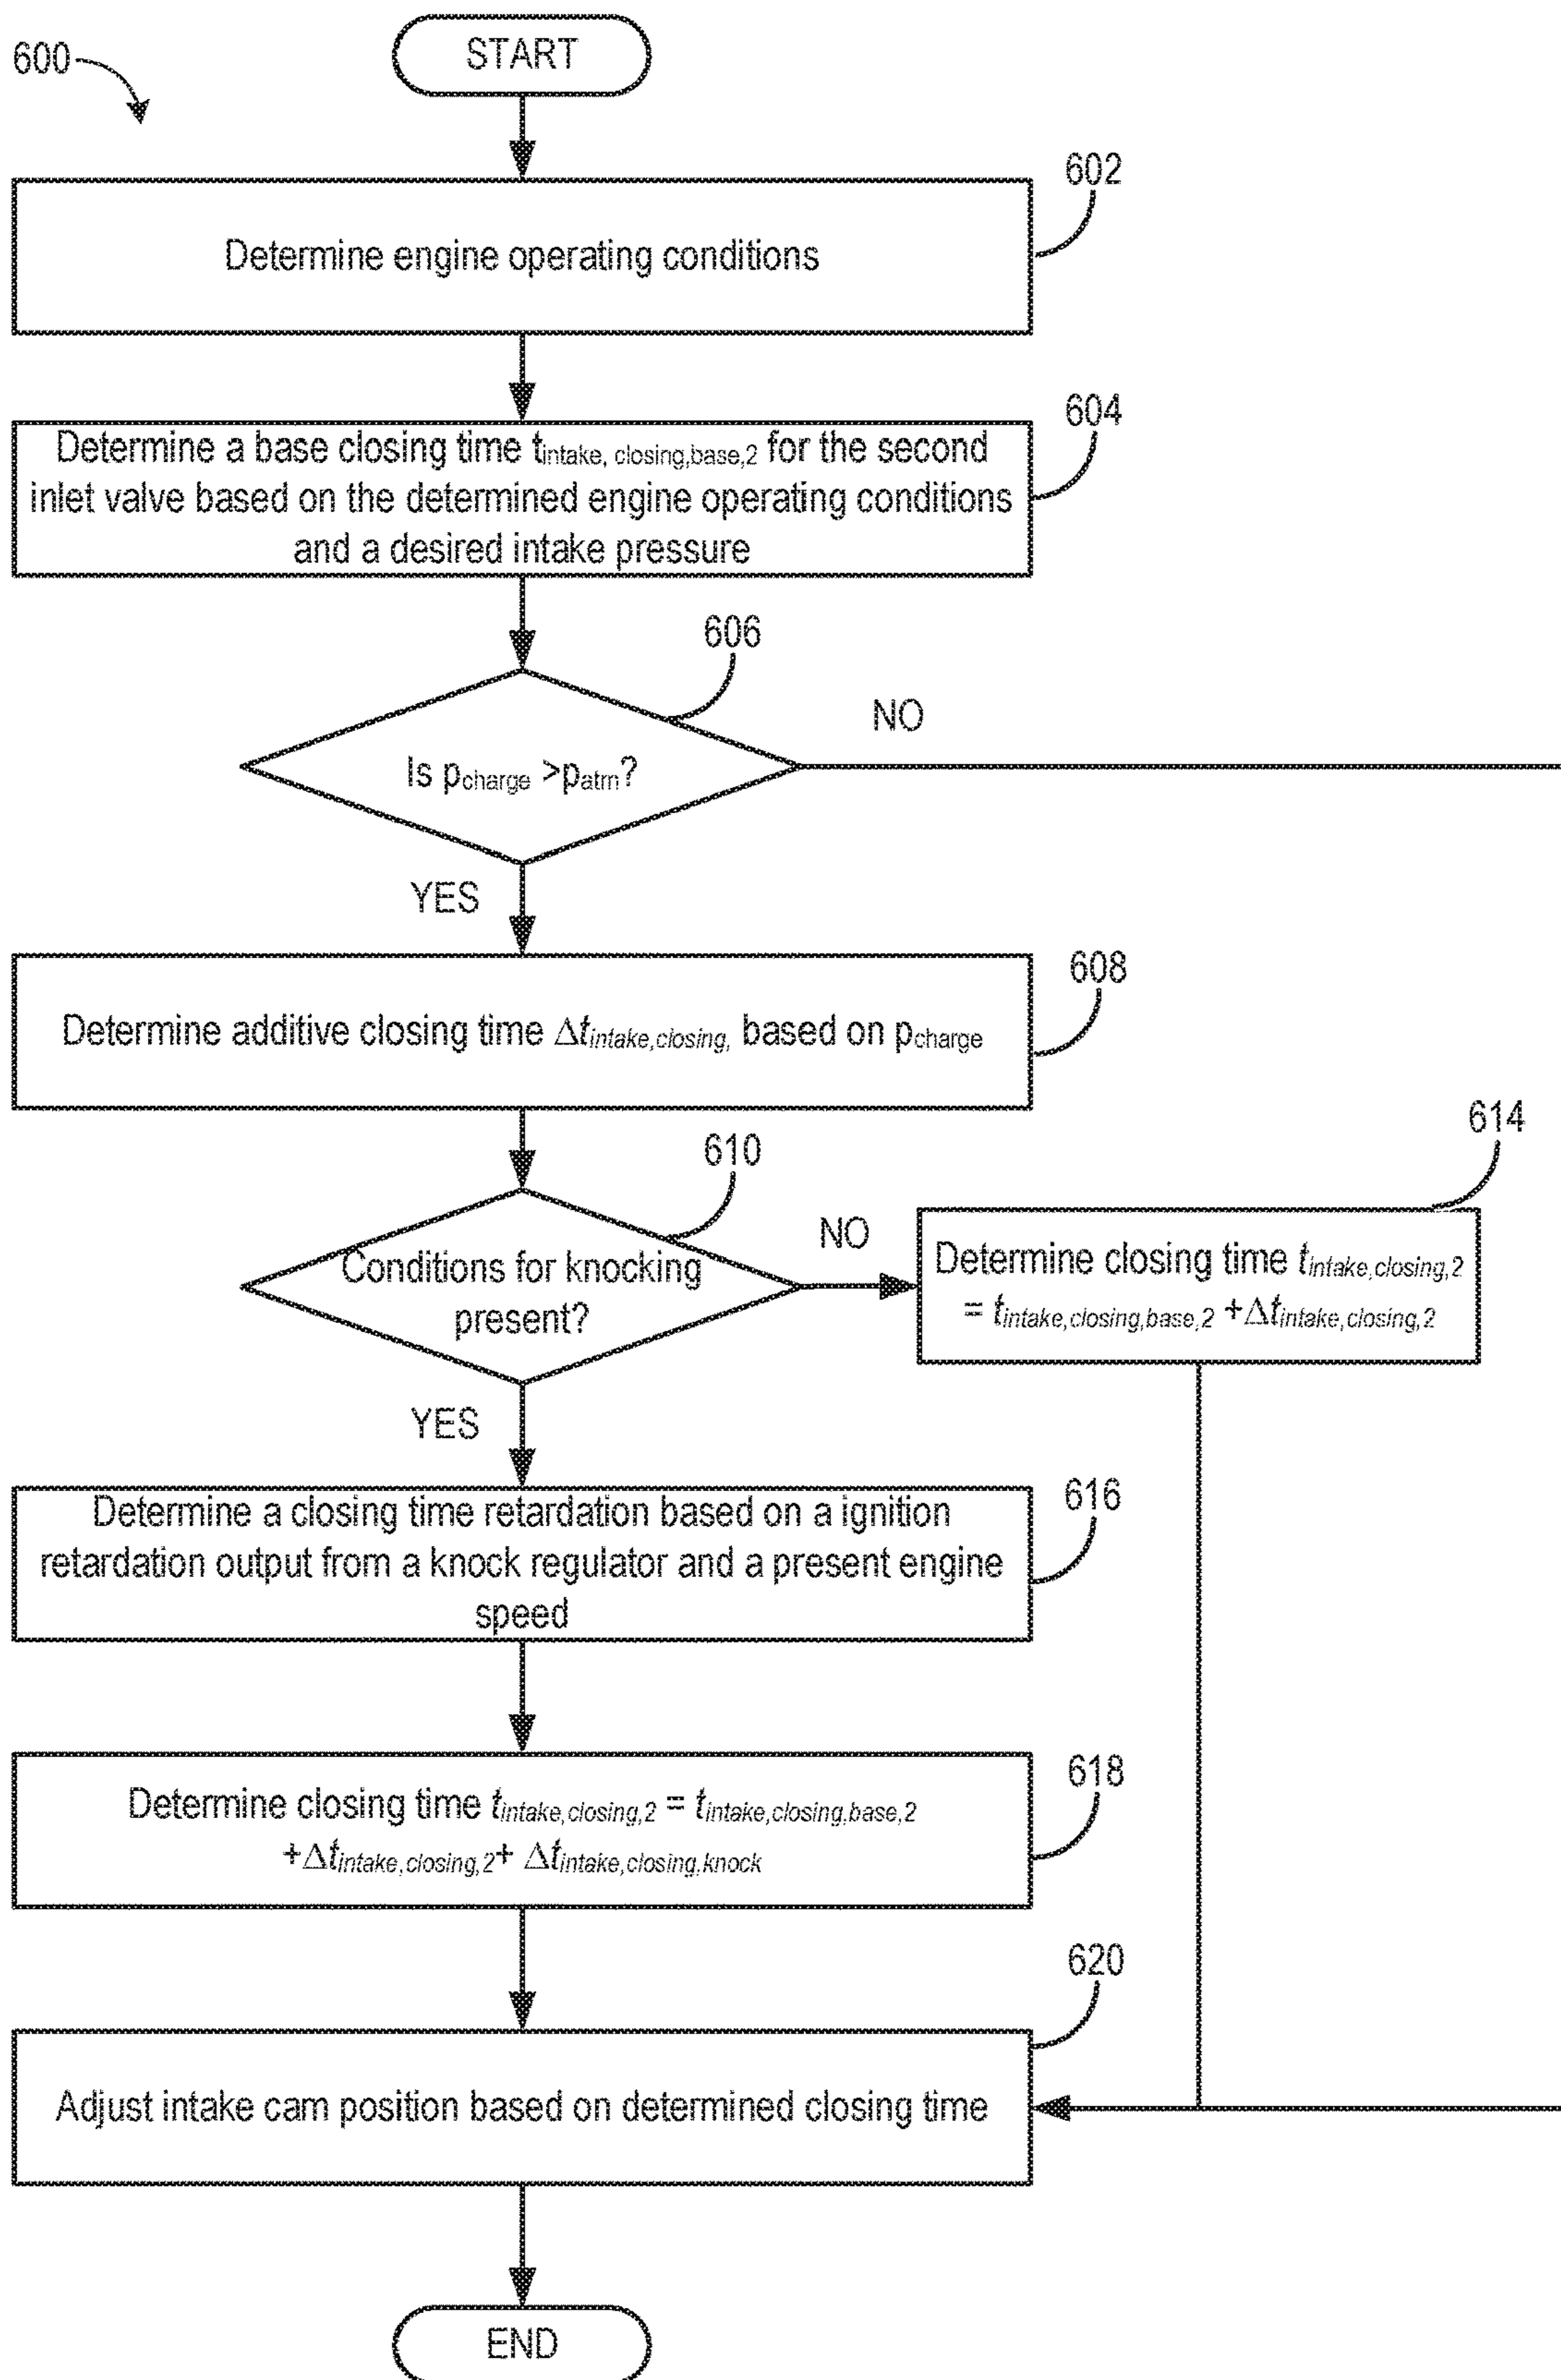 600
START
602
Determine engine operating conditions
604
Determine a base closing time tintake, closing,base,2 for the second
inlet valve based on the determined engine operating conditions
and a desired intake pressure
606
NO
Is pcharge >patm?
YES
608
Determine additive closing time Δtintake,closing, based on pcharge
614
610
NO
Conditions for knocking
present?
Determine closing time tintake,closing,2
= tintake,closing,base,2 +Δtintake,closing,2
YES
616
Determine a closing time retardation based on a ignition
retardation output from a knock regulator and a present engine
speed
618
Determine closing time tintake,closing,2 = tintake,closing,base,2
+Δtintake,closing,2+ Δtintake,closing,knock
620
Adjust intake cam position based on determined closing time
END